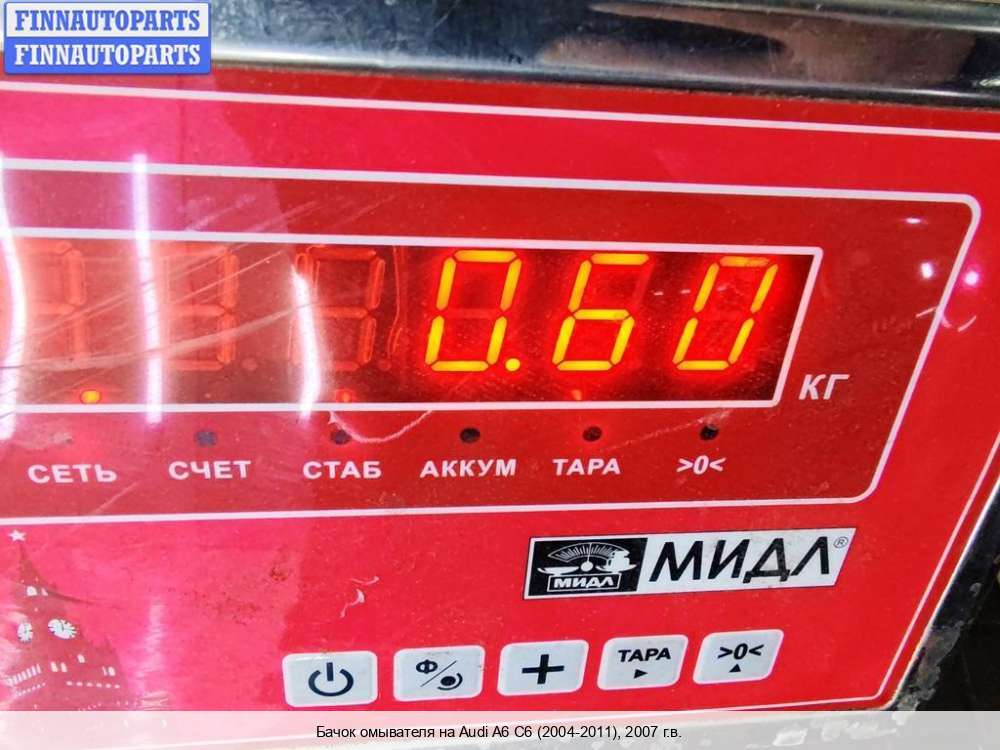 FINNAUTOPARTS
FINNAUTOPARTS
0.60
КГ
СЕТЬ СЧЕТ СТАБ АККУМ ТАРА >0<
МИДЛ МИДЛ®
Ф ТАРА >0<
Бачок омывателя на Audi A6 C6 (2004-2011), 2007 г.в.